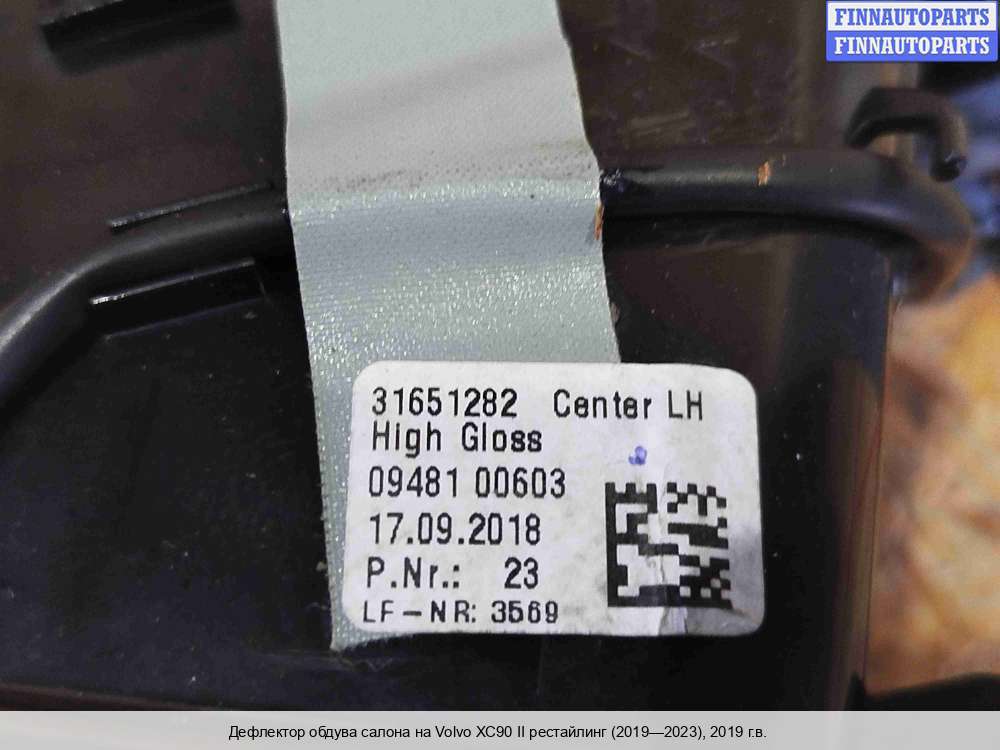 FINNAUTOPARTS
FINNAUTOPARTS
31651282 Center LH
High Gloss
09481 00603
17.09.2018
P.Nr.: 23
LF-NR: 3569
Дефлектор обдува салона на Volvo XC90 II рестайлинг (2019—2023), 2019 г.в.